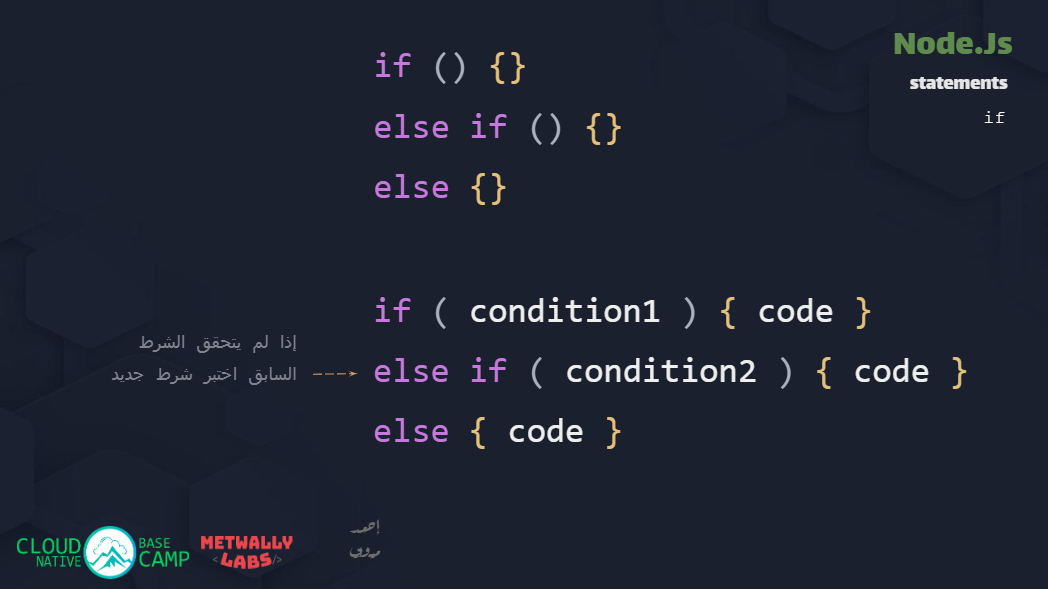 Node.Js
statements
if
if () {}
else if () {}
else {}
if ( condition1 ) { code }
إذا لم يتحقق الشرط
السابق اختبر شرط جديد
else if ( condition2 ) { code }
else { code }
CLOUD NATIVE BASE CAMP
METWALLY
<LABS/>
أحمد